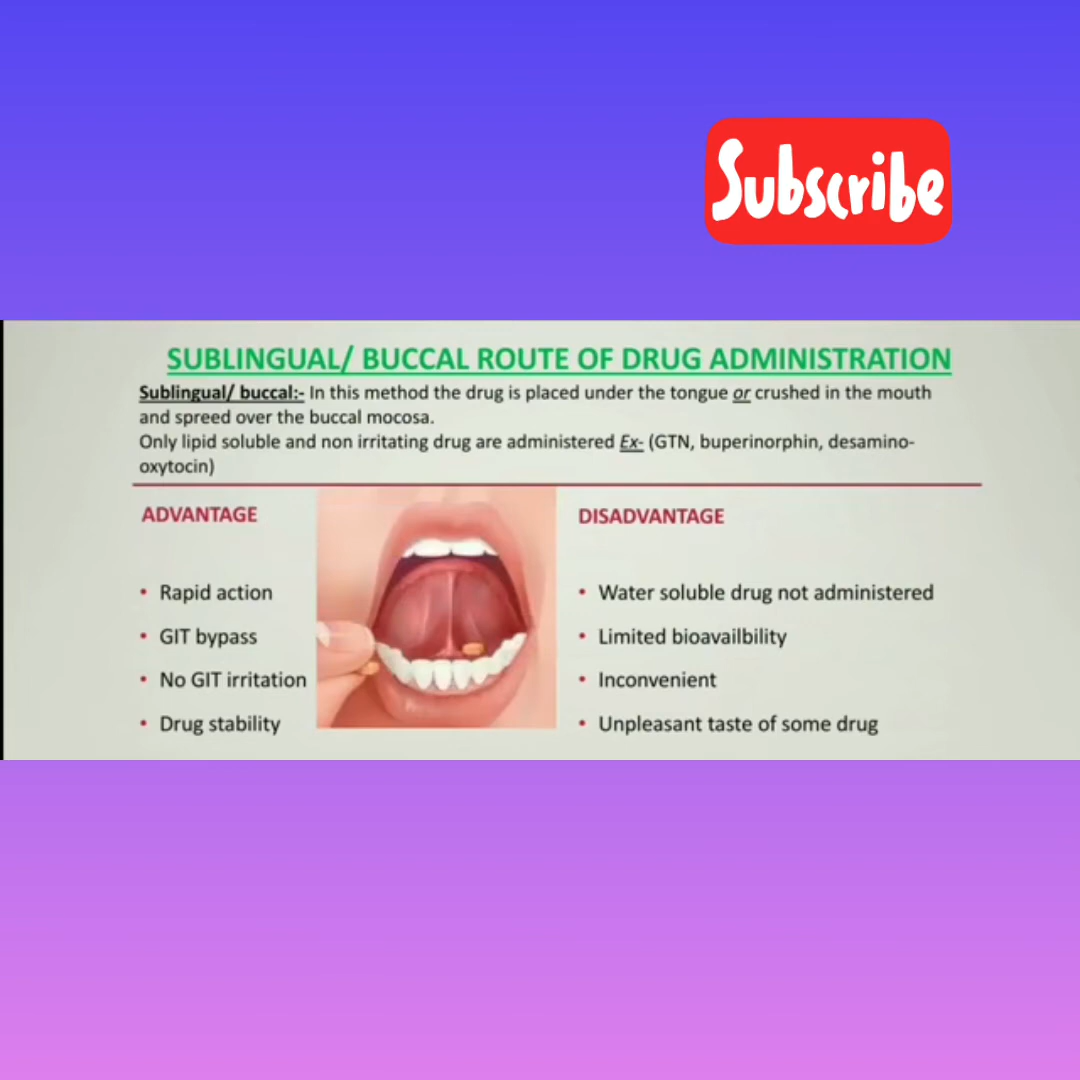 Subscribe
SUBLINGUAL/ BUCCAL ROUTE OF DRUG ADMINISTRATION
Sublingual/ buccal:- In this method the drug is placed under the tongue or crushed in the mouth
and spreed over the buccal mocosa.
Only lipid soluble and non irritating drug are administered Ex- (GTN, buperinorphin, desamino-
oxytocin)
ADVANTAGE
• Rapid action
• GIT bypass
• No GIT irritation
• Drug stability
DISADVANTAGE
• Water soluble drug not administered
• Limited bioavailbility
• Inconvenient
• Unpleasant taste of some drug